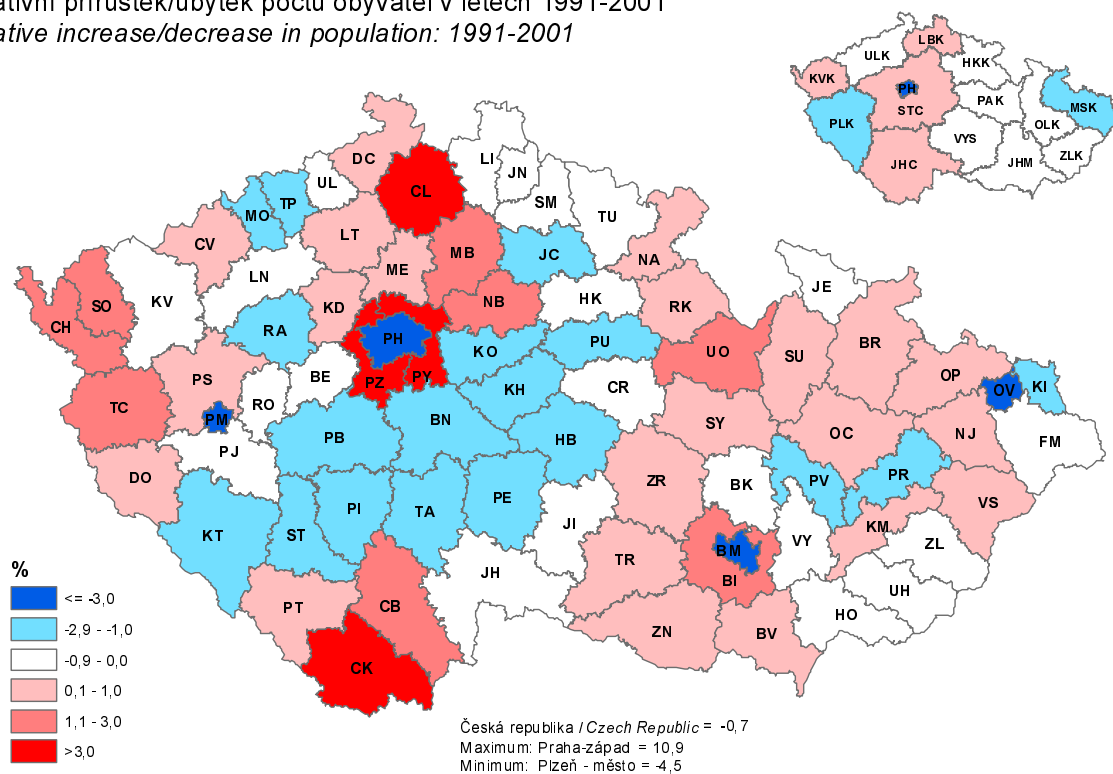 ativní přírůstek/úbytek počtu obyvatel v letech 1991-2001
ative increase/decrease in population: 1991-2001
LBK
ULK
HKK
KVK
PH
PAK
MSK
STC
PLK
OLK
VYS
ZLK
JHC
JHM
DC
LI
JN
UL
CL
SM
TP
MO
TU
LT
CV
MB
JC
NA
ME
LN
JE
KV
SO
NB
HK
KD
RK
CH
RA
PH
PU
BR
KO
UO
SU
BE
OP
PS
PZ
PY
KH
CR
OV
KI
TC
RO
PM
BN
SY
OC
NJ
PB
HB
FM
PJ
DO
ZR
BK
PV
PR
PE
VS
PI
TA
KT
ST
JI
KM
BM
VY
ZL
TR
JH
BI
UH
PT
CB
HO
ZN
BV
CK
%
<= -3,0
-2,9 - -1,0
-0,9 - 0,0
0,1 - 1,0
1,1 - 3,0
>3,0
Česká republika / Czech Republic = -0,7
Maximum: Praha-západ = 10,9
Minimum: Plzeň - město = -4,5